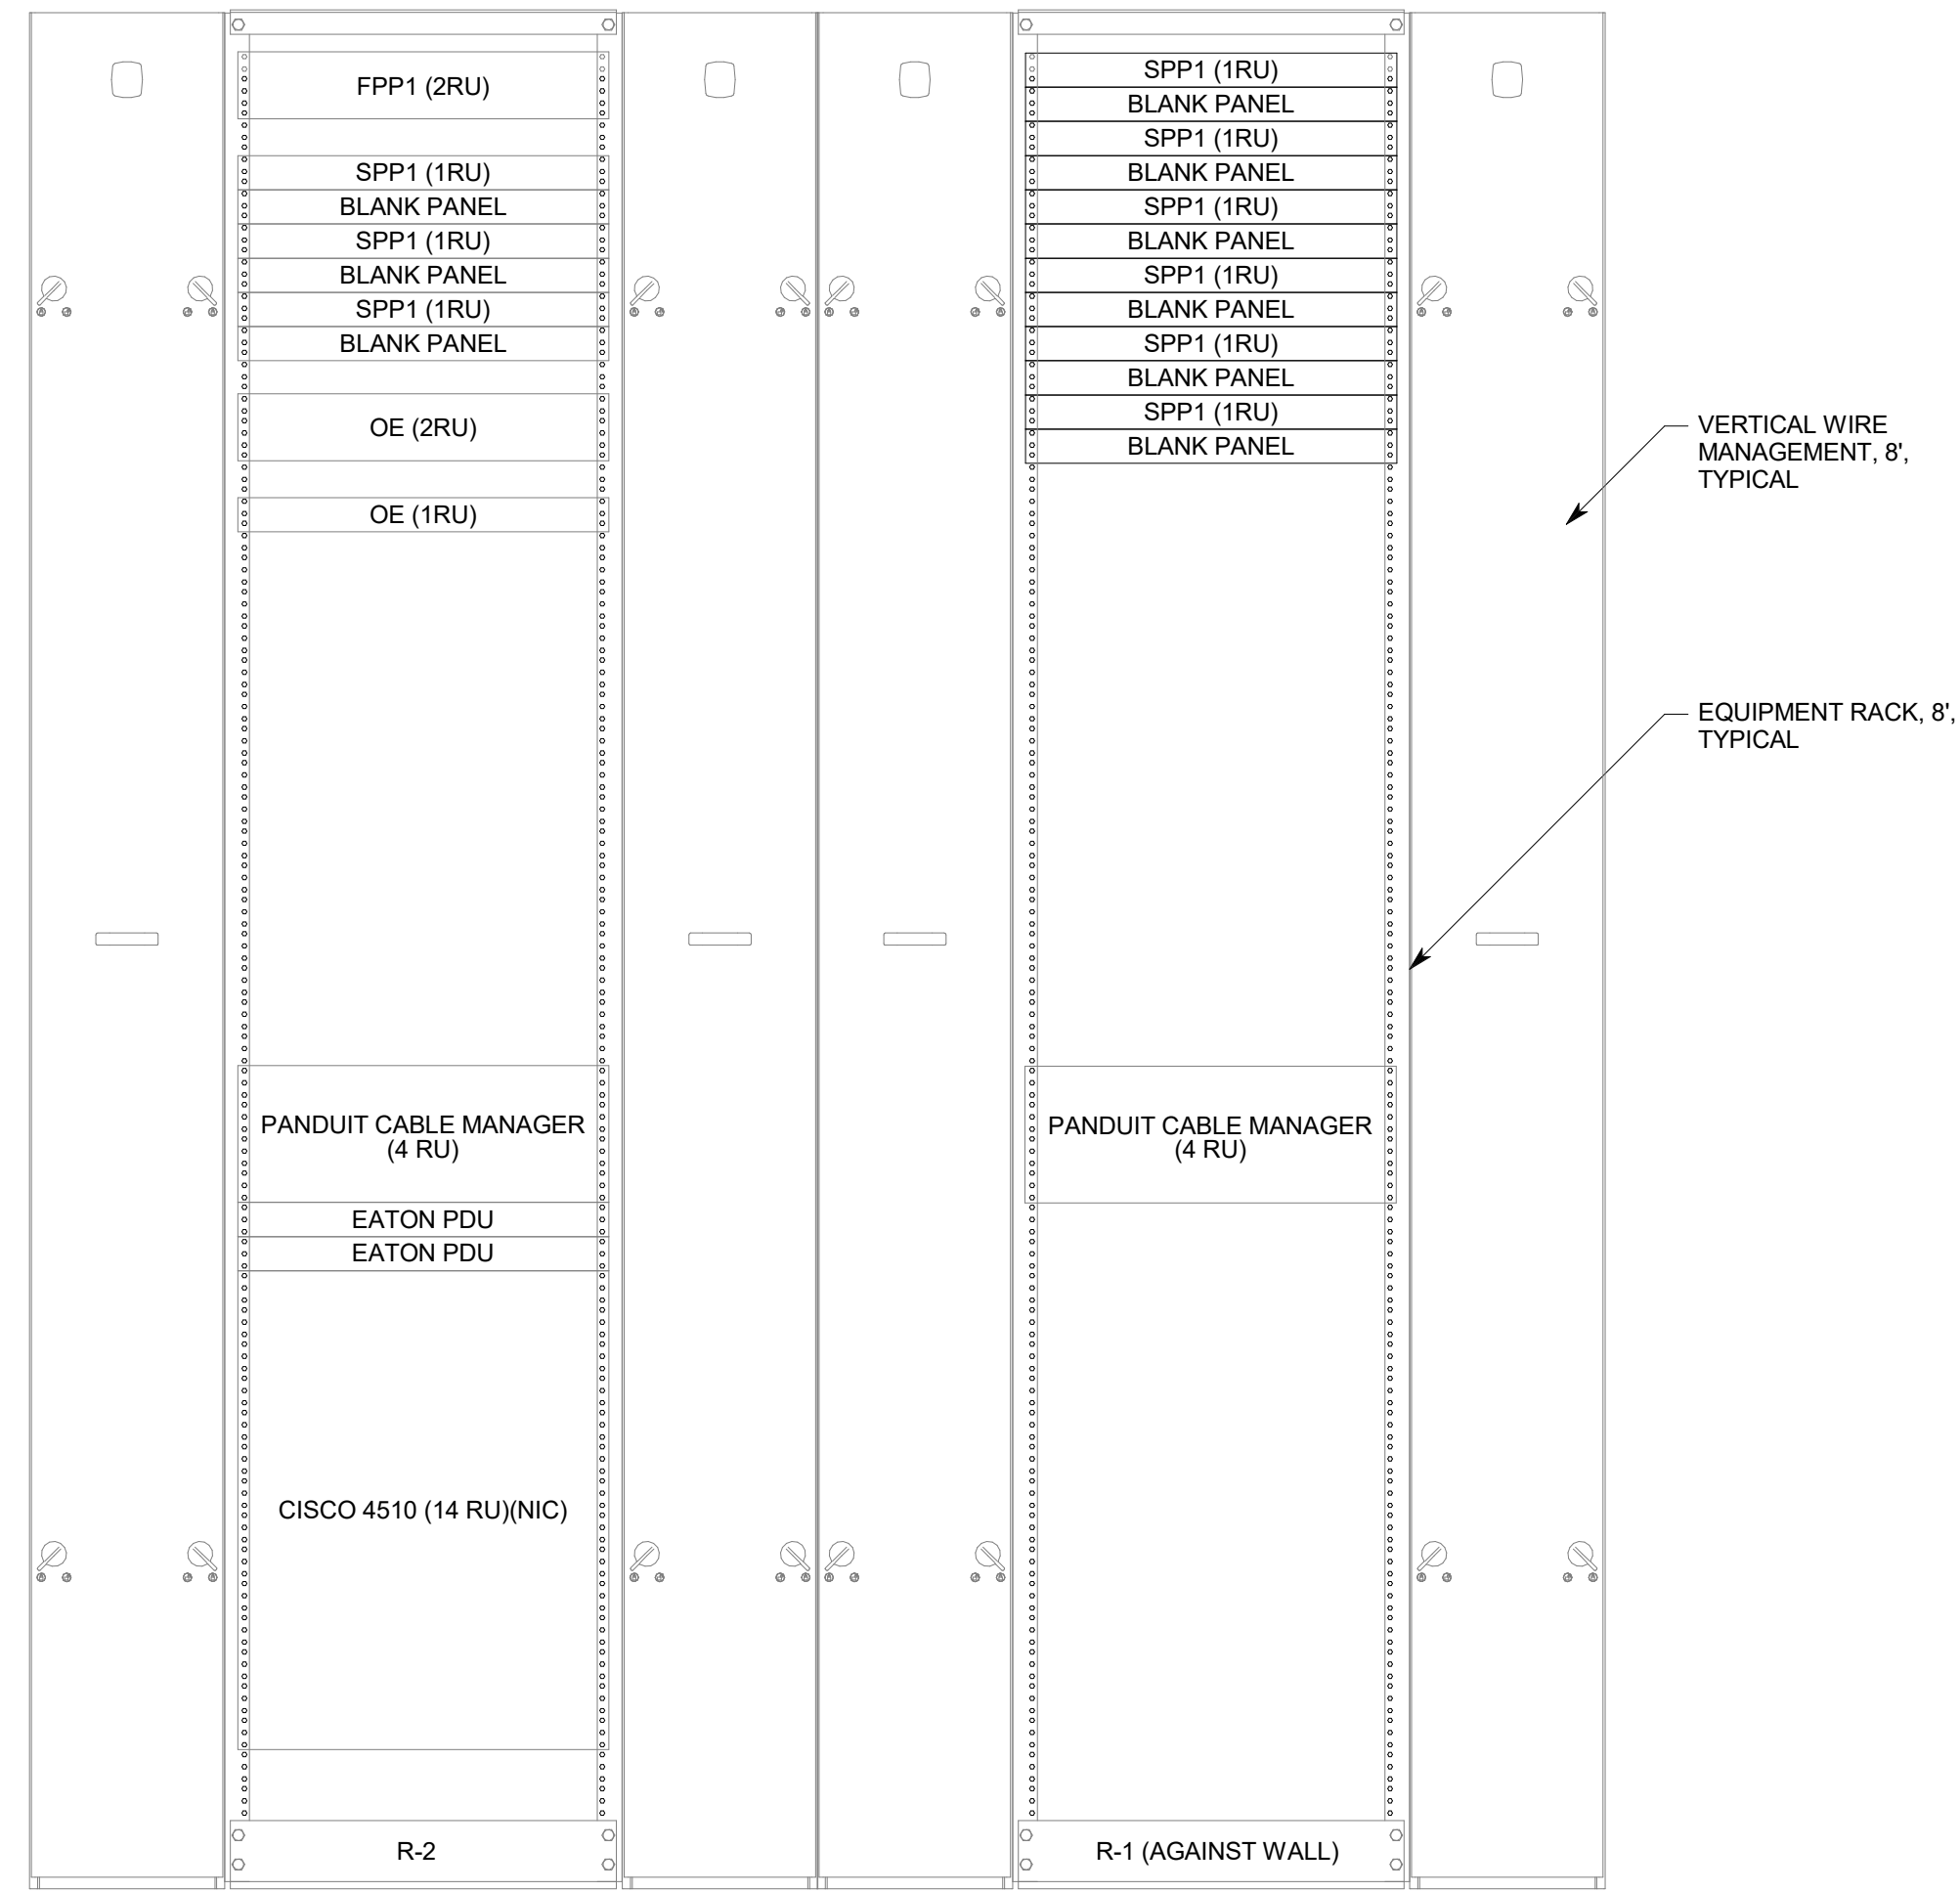 FPP1 (2RU)
SPP1 (1RU)
BLANK PANEL
SPP1 (1RU)
BLANK PANEL
SPP1 (1RU)
BLANK PANEL
OE (2RU)
OE (1RU)
PANDUIT CABLE MANAGER
(4 RU)
EATON PDU
EATON PDU
CISCO 4510 (14 RU)(NIC)
R-2
SPP1 (1RU)
BLANK PANEL
SPP1 (1RU)
BLANK PANEL
SPP1 (1RU)
BLANK PANEL
SPP1 (1RU)
BLANK PANEL
SPP1 (1RU)
BLANK PANEL
SPP1 (1RU)
BLANK PANEL
PANDUIT CABLE MANAGER
(4 RU)
R-1 (AGAINST WALL)
VERTICAL WIRE
MANAGEMENT, 8',
TYPICAL
EQUIPMENT RACK, 8',
TYPICAL